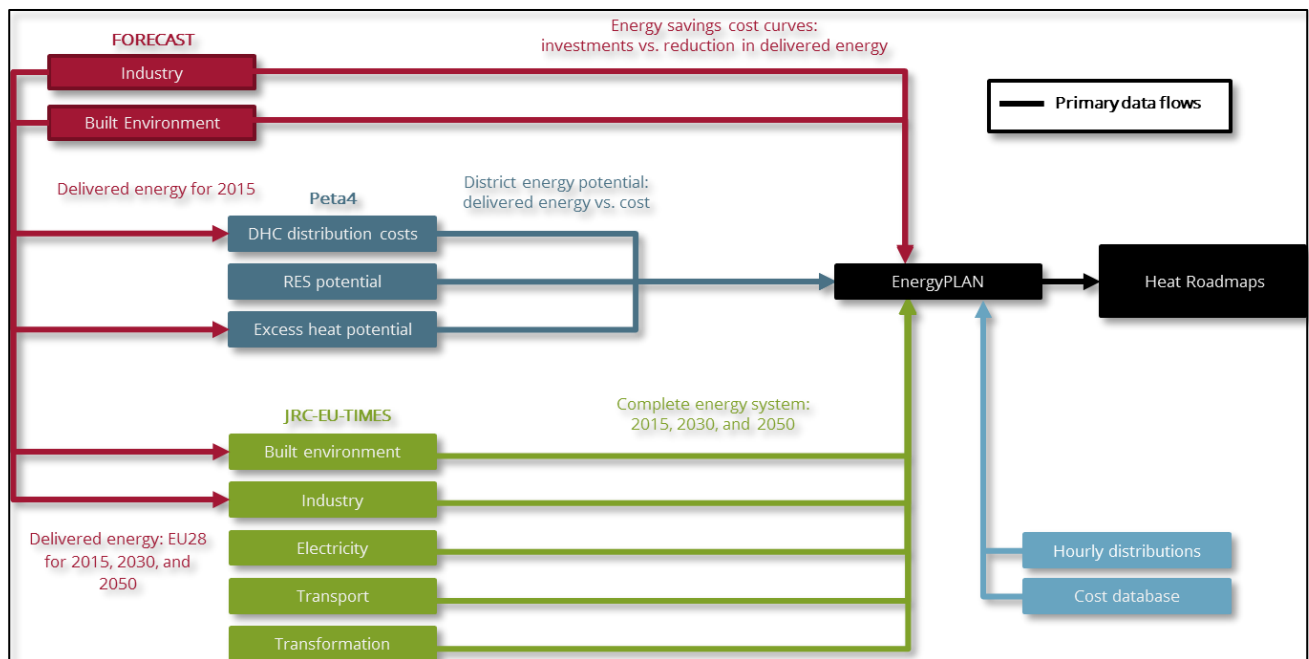 FORECAST
Industry
Built Environment
Energy savings cost curves:
investments vs. reduction in delivered energy
Primary data flows
Delivered energy for 2015
Peta4
DHC distribution costs
RES potential
Excess heat potential
District energy potential:
delivered energy vs. cost
EnergyPLAN
Heat Roadmaps
JRC-EU-TIMES
Built environment
Industry
Electricity
Transport
Transformation
Complete energy system:
2015, 2030, and 2050
Delivered energy: EU28
for 2015, 2030, and
2050
Hourly distributions
Cost database